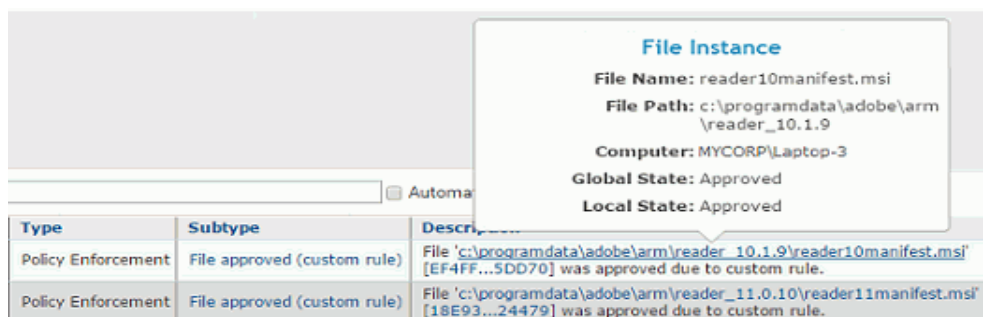 File Instance
File Name: reader10manifest.msi
File Path: c:\programdata\adobe\arm
\reader_10.1.9
Computer: MYCORP\Laptop-3
Global State: Approved
Local State: Approved
Automa
Type Subtype Description
Policy Enforcement File approved (custom rule) File 'c:\programdata\adobe\arm\reader_10.1.9\reader10manifest.msi'
[EF4FF...5DD70] was approved due to custom rule.
Policy Enforcement File approved (custom rule) File 'c:\programdata\adobe\arm\reader_11.0.10\reader11manifest.msi'
[18E93...24479] was approved due to custom rule.